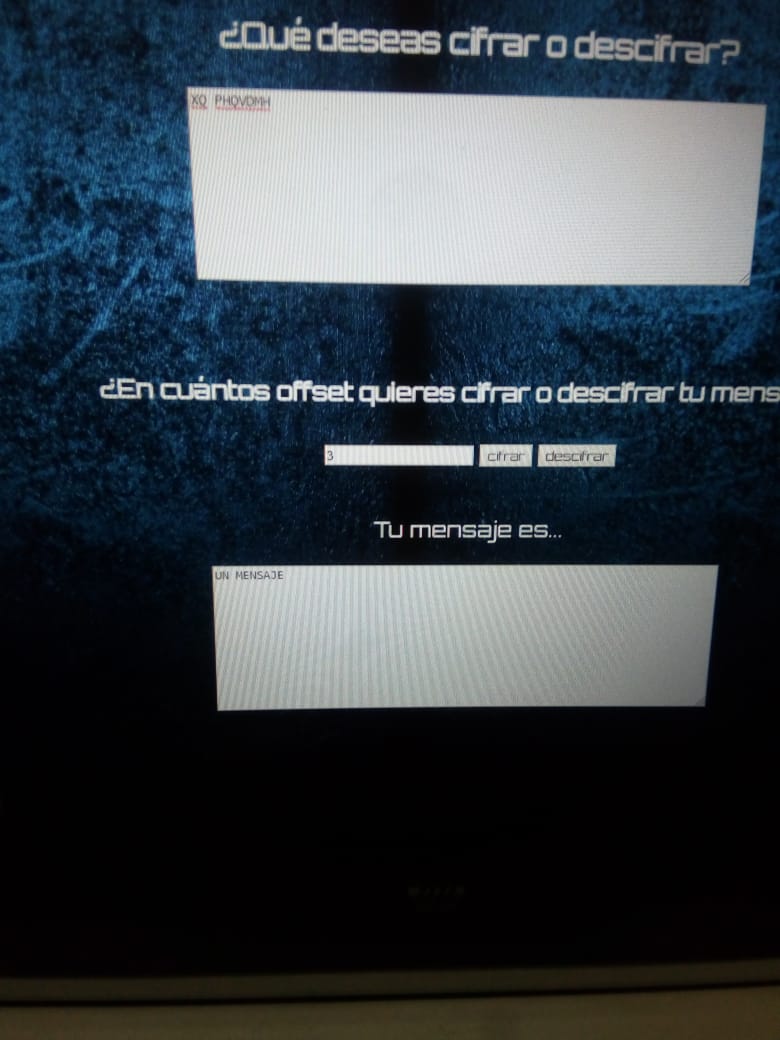 ¿Qué deseas cifrar o descifrar?
XQ PHQVDMH
¿En cuántos offset quieres cifrar o descifrar tu mens
3 cifrar descifrar
Tu mensaje es...
UN MENSAJE